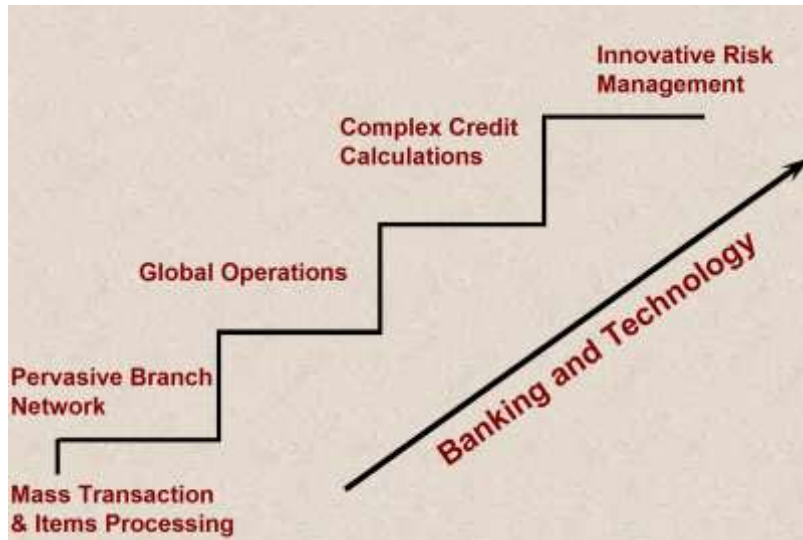 Innovative Risk
Management
Complex Credit
Calculations
Global Operations
Banking and Technology
Pervasive Branch
Network
Mass Transaction
& Items Processing